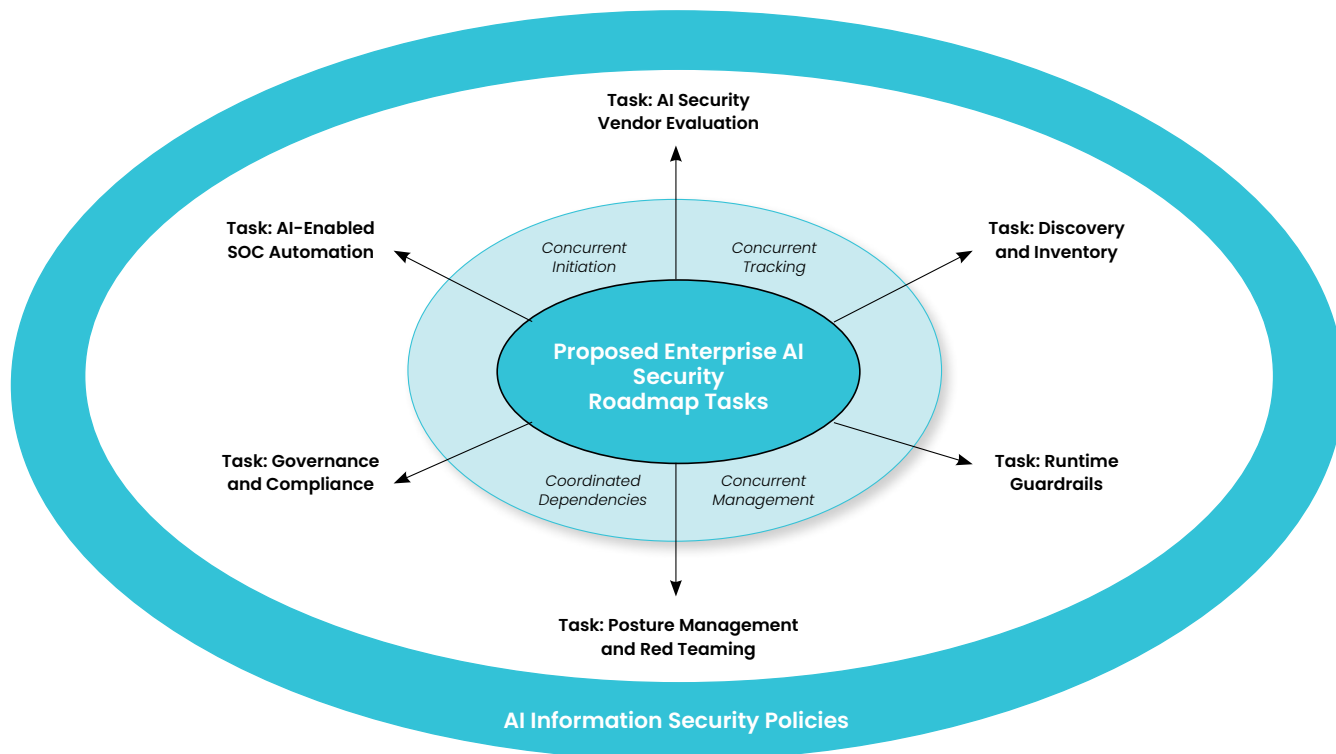 Task: AI Security
Vendor Evaluation
Task: AI-Enabled
SOC Automation
Concurrent
Initiation
Concurrent
Tracking
Task: Discovery
and Inventory
Proposed Enterprise AI
Security
Roadmap Tasks
Task: Governance
and Compliance
Coordinated
Dependencies
Concurrent
Management
Task: Runtime
Guardrails
Task: Posture Management
and Red Teaming
AI Information Security Policies